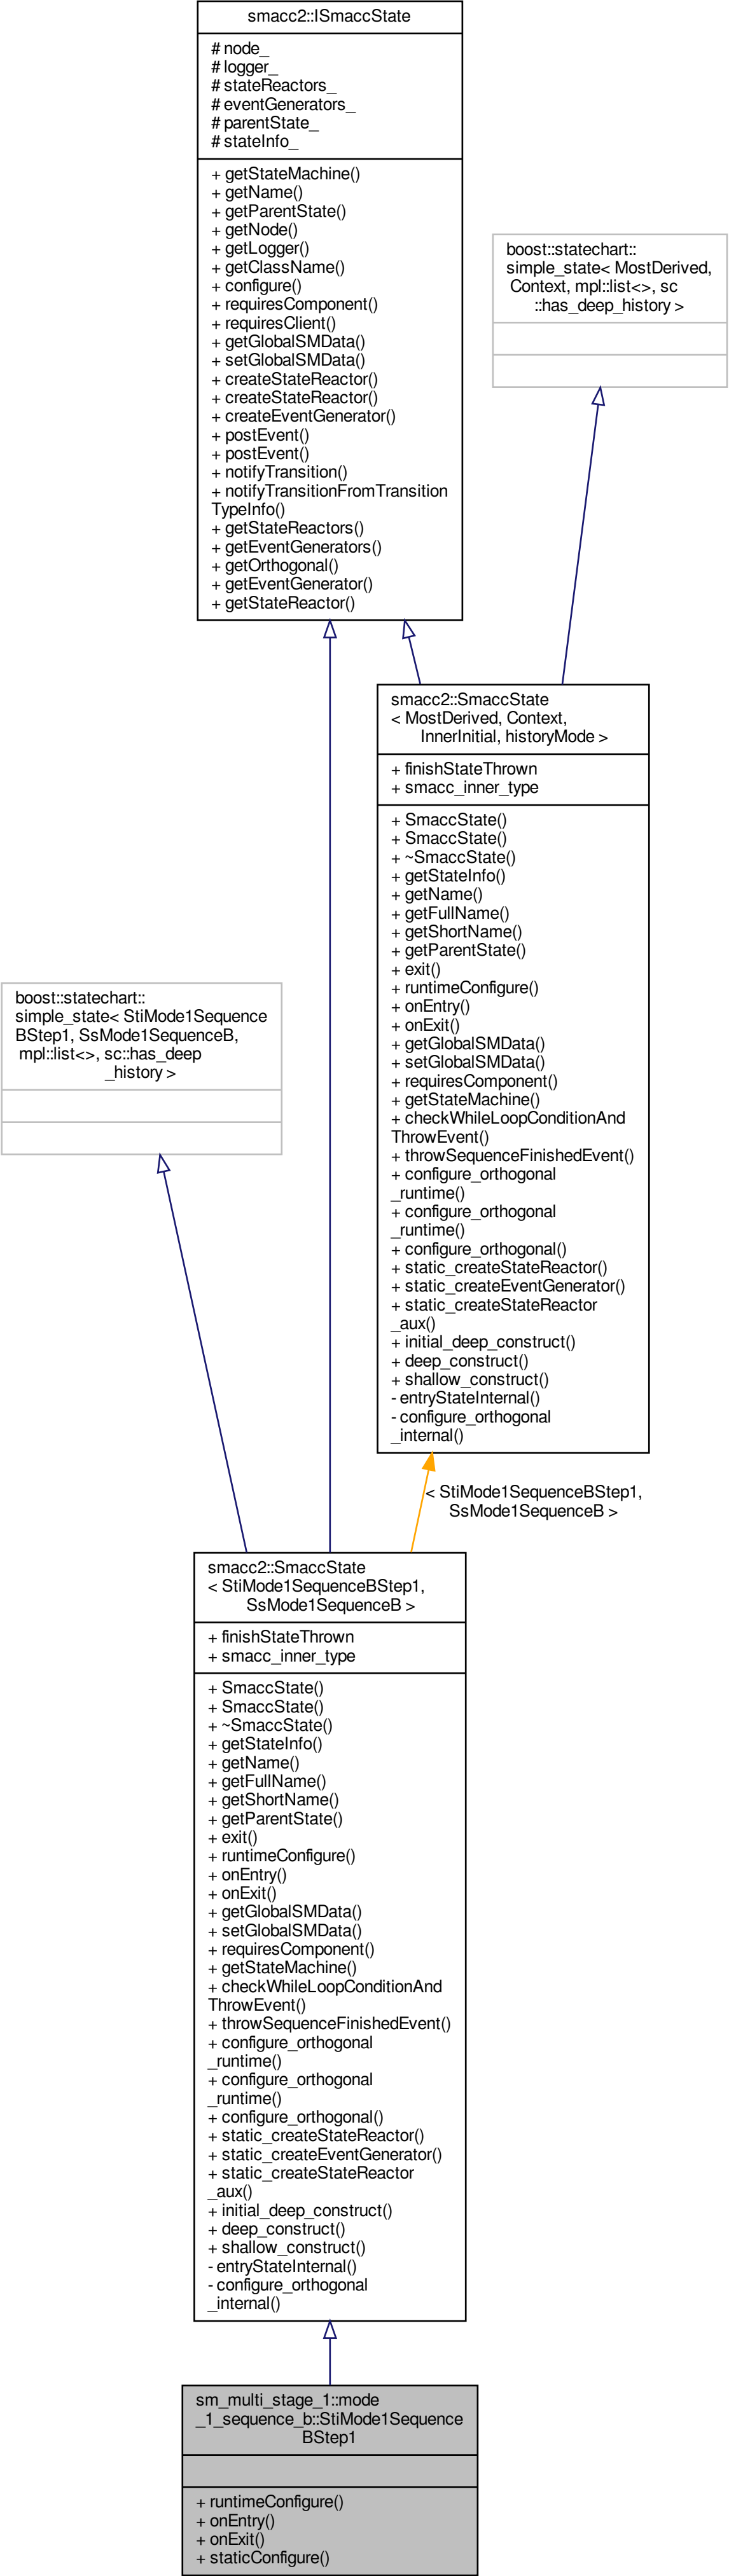 smacc2::ISmaccState
# node_
# logger_
# stateReactors_
# eventGenerators_
# parentState_
# stateInfo_
+ getStateMachine()
+ getName()
+ getParentState()
+ getNode()
+ getLogger()
+ getClassName()
+ configure()
+ requiresComponent()
+ requiresClient()
+ getGlobalSMData()
+ setGlobalSMData()
+ createStateReactor()
+ createStateReactor()
+ createEventGenerator()
+ postEvent()
+ postEvent()
+ notifyTransition()
+ notifyTransitionFromTransition
TypeInfo()
+ getStateReactors()
+ getEventGenerators()
+ getOrthogonal()
+ getEventGenerator()
+ getStateReactor()
boost::statechart::
simple_state< MostDerived,
Context, mpl::list<>, sc
::has_deep_history >
smacc2::SmaccState
< MostDerived, Context,
InnerInitial, historyMode >
+ finishStateThrown
+ smacc_inner_type
+ SmaccState()
+ SmaccState()
+ ~SmaccState()
+ getStateInfo()
+ getName()
+ getFullName()
+ getShortName()
+ getParentState()
+ exit()
+ runtimeConfigure()
+ onEntry()
+ onExit()
+ getGlobalSMData()
+ setGlobalSMData()
+ requiresComponent()
+ getStateMachine()
+ checkWhileLoopConditionAnd
ThrowEvent()
+ throwSequenceFinishedEvent()
+ configure_orthogonal
_runtime()
+ configure_orthogonal
_runtime()
+ configure_orthogonal()
+ static_createStateReactor()
+ static_createEventGenerator()
+ static_createStateReactor
_aux()
+ initial_deep_construct()
+ deep_construct()
+ shallow_construct()
- entryStateInternal()
- configure_orthogonal
_internal()
boost::statechart::
simple_state< StiMode1Sequence
BStep1, SsMode1SequenceB,
mpl::list<>, sc::has_deep
_history >
< StiMode1SequenceBStep1,
SsMode1SequenceB >
smacc2::SmaccState
< StiMode1SequenceBStep1,
SsMode1SequenceB >
+ finishStateThrown
+ smacc_inner_type
+ SmaccState()
+ SmaccState()
+ ~SmaccState()
+ getStateInfo()
+ getName()
+ getFullName()
+ getShortName()
+ getParentState()
+ exit()
+ runtimeConfigure()
+ onEntry()
+ onExit()
+ getGlobalSMData()
+ setGlobalSMData()
+ requiresComponent()
+ getStateMachine()
+ checkWhileLoopConditionAnd
ThrowEvent()
+ throwSequenceFinishedEvent()
+ configure_orthogonal
_runtime()
+ configure_orthogonal
_runtime()
+ configure_orthogonal()
+ static_createStateReactor()
+ static_createEventGenerator()
+ static_createStateReactor
_aux()
+ initial_deep_construct()
+ deep_construct()
+ shallow_construct()
- entryStateInternal()
- configure_orthogonal
_internal()
sm_multi_stage_1::mode
_1_sequence_b::StiMode1Sequence
BStep1
+ runtimeConfigure()
+ onEntry()
+ onExit()
+ staticConfigure()